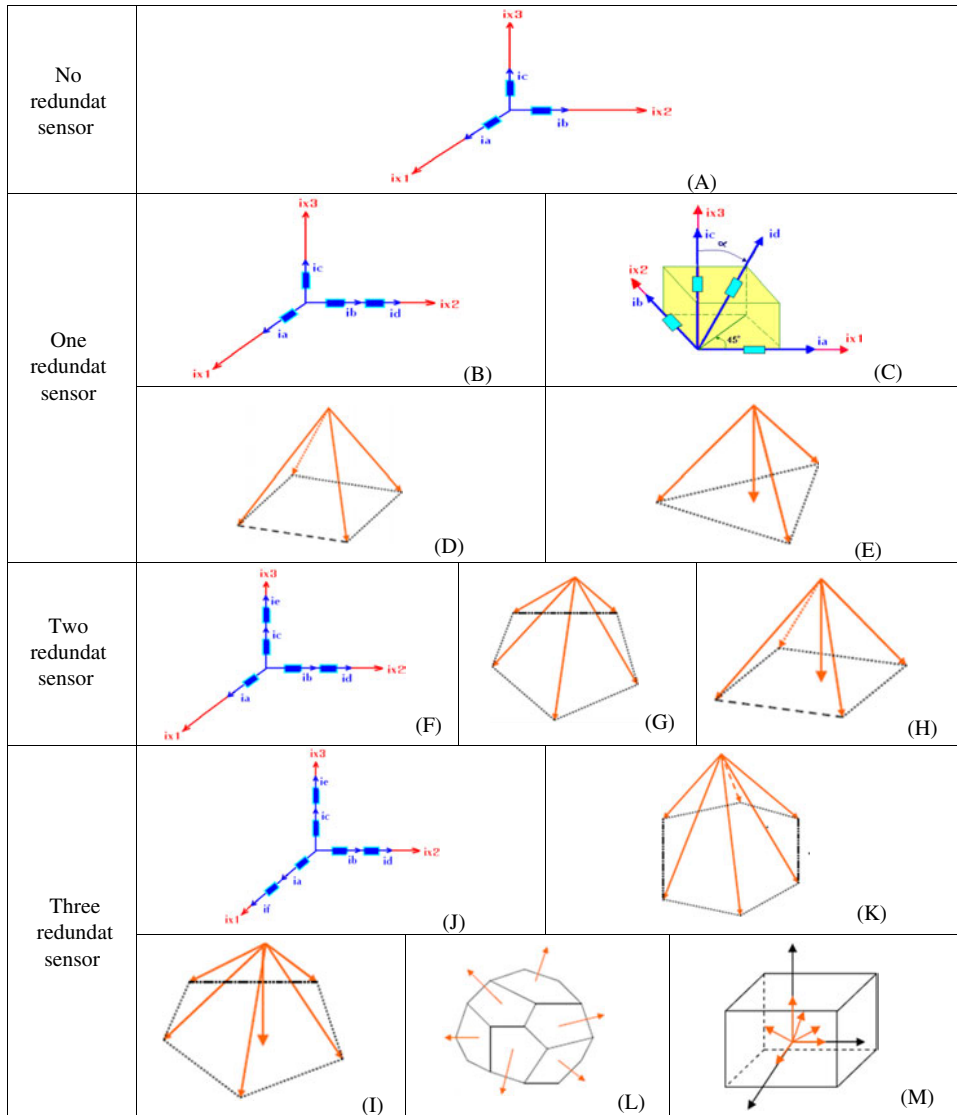 No
redundat
sensor
ix3
ic
ix2
ib
ia
ix1
(A)
One
redundat
sensor
ix3
ic
ix2
ib
id
ia
ix1
(B)
ix3
ic
id
α
ix2
ib
45°
ia
ix1
(C)
(D)
(E)
Two
redundat
sensor
ix3
ie
ic
ix2
ib
id
ia
ix1
(F)
(G)
(H)
Three
redundat
sensor
ix3
ie
ic
ix2
ib
id
ia
if
ix1
(J)
(K)
(I)
(L)
(M)